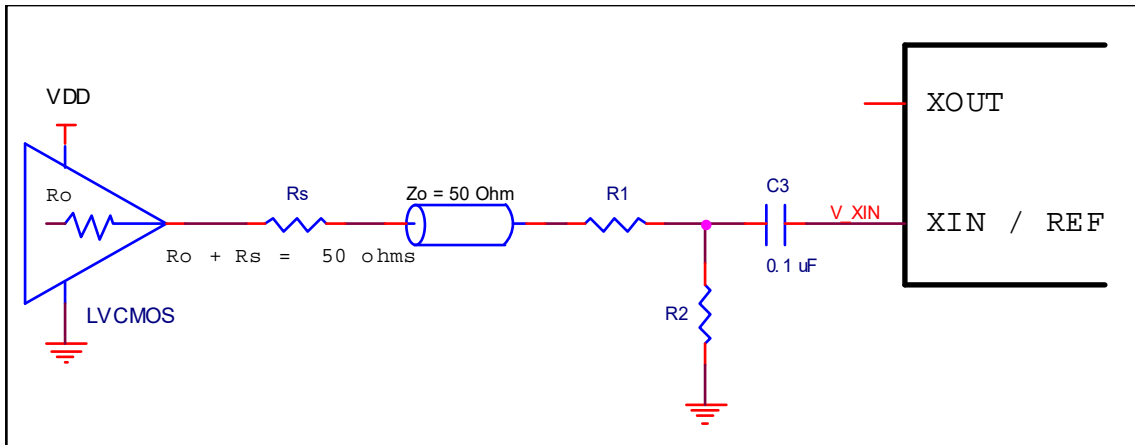 VDD
Ro
Rs
Zo = 50 Ohm
R1
C3
V_XIN
XOUT
XIN / REF
Ro + Rs = 50 ohms
0.1 uF
LVCMOS
R2